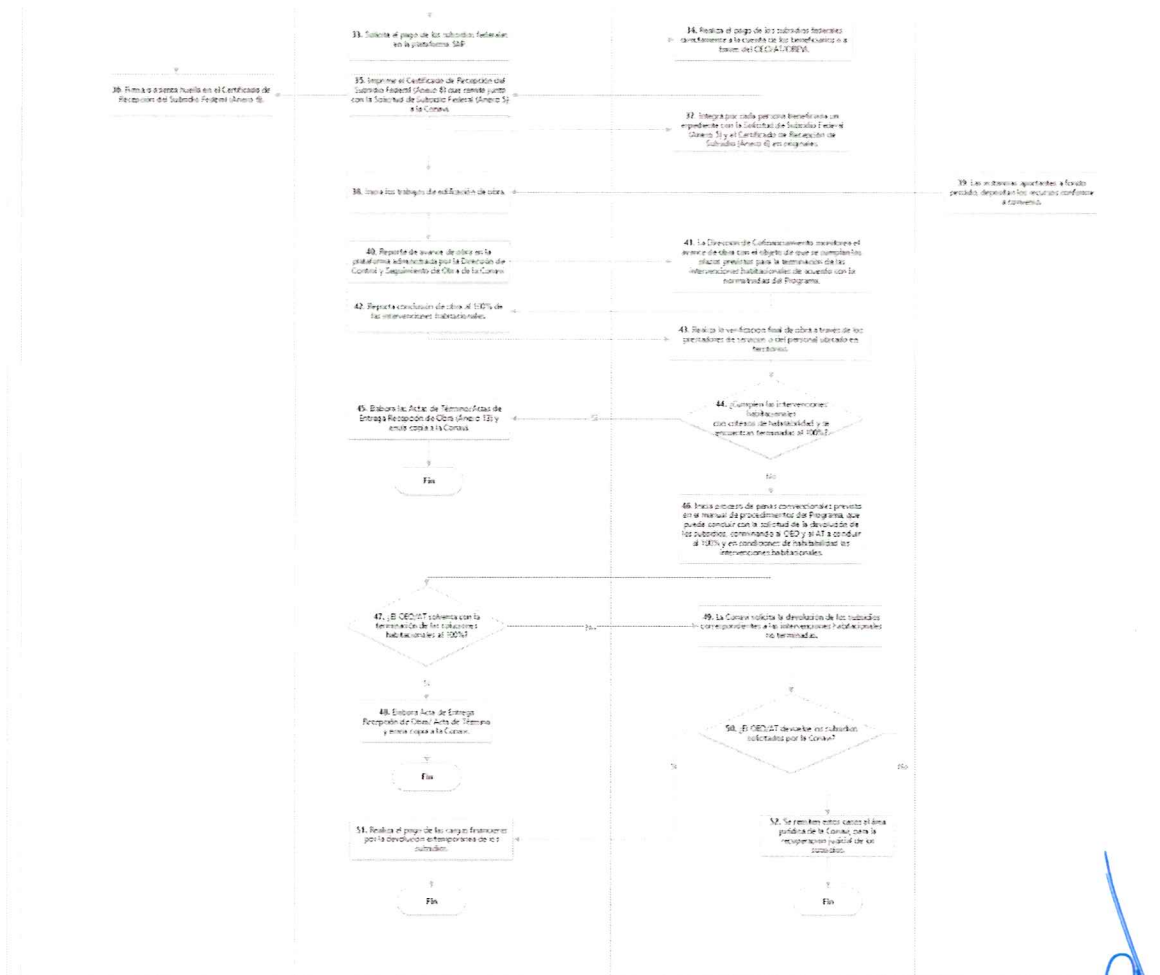 33. Solicita el pago de los subsidios federales
en la plataforma SAP
34. Realiza el pago de los subsidios federales
directamente a la cuenta de los beneficiarios o a
través del OEO/AT/OREVI.
35. Imprime el Certificado de Recepción del
Subsidio Federal (Anexo 6) que remite junto
con la Solicitud de Subsidio Federal (Anexo 5)
a la Conavi.
36. Firma o asienta huella en el Certificado de
Recepción del Subsidio Federal (Anexo 6).
37. Integra por cada persona beneficiaria un
expediente con la Solicitud de Subsidio Federal
(Anexo 5) y el Certificado de Recepción de
Subsidio (Anexo 6) en originales.
38. Inicia los trabajos de edificación de obra.
39. Las instancias aportantes a fondo
perdido, depositan los recursos conforme
a convenio.
40. Reporte de avance de obra en la
plataforma administrada por la Dirección de
Control y Seguimiento de Obra de la Conavi.
41. La Dirección de Cofinanciamiento monitorea el
avance de obra con el objeto de que se cumplan los
plazos previstos para la terminación de las
intervenciones habitacionales de acuerdo con la
normatividad del Programa.
42. Reporta conclusión de obra al 100% de
las intervenciones habitacionales.
43. Realiza la verificación final de obra a través de los
prestadores de servicios o del personal ubicado en
territorio.
44. ¿Cumplen las intervenciones
habitacionales
con criterios de habitabilidad y se
encuentran terminadas al 100%?
Sí
45. Elabora las Actas de Término/Actas de
Entrega Recepción de Obra (Anexo 13) y
envía copia a la Conavi.
Fin
No
46. Inicia proceso de penas convencionales previsto
en el manual de procedimientos del Programa, que
puede concluir con la solicitud de la devolución de
los subsidios, conminando al OEO y al AT a concluir
al 100% y en condiciones de habitabilidad las
intervenciones habitacionales.
47. ¿El OEO/AT solventa con la
terminación de las soluciones
habitacionales al 100%?
No
49. La Conavi solicita la devolución de los subsidios
correspondientes a las intervenciones habitacionales
no terminadas.
Sí
48. Elabora Acta de Entrega
Recepción de Obra/ Acta de Término
y envía copia a la Conavi.
50. ¿El OEO/AT devuelve los subsidios
solicitados por la Conavi?
Sí
No
Fin
51. Realiza el pago de las cargas financieras
por la devolución extemporánea de los
subsidios.
52. Se remiten estos casos al área
jurídica de la Conavi, para la
recuperación judicial de los
subsidios.
Fin
Fin